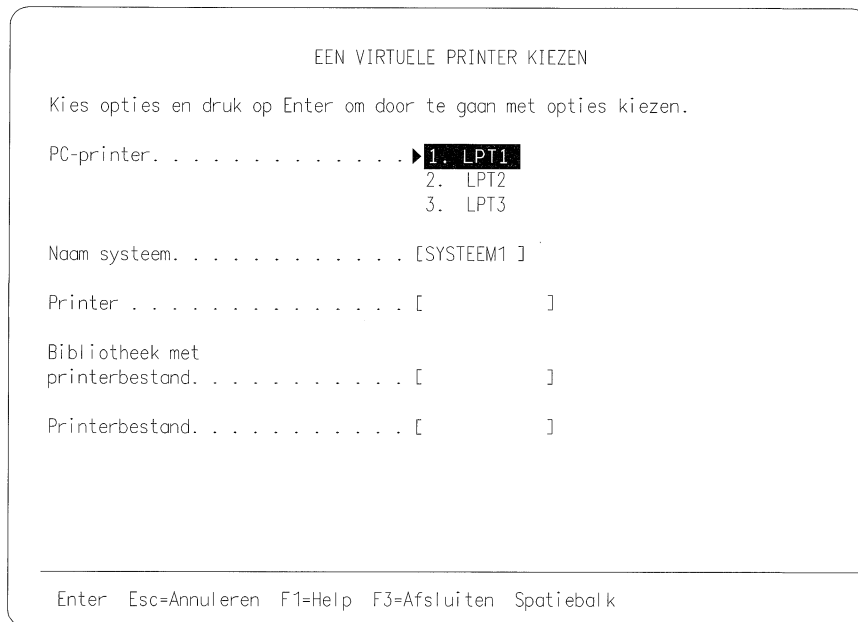 EEN VIRTUELE PRINTER KIEZEN
Kies opties en druk op Enter om door te gaan met opties kiezen.
PC-printer. . . . . . . . . . . . . ▶1. LPT1
2. LPT2
3. LPT3
Naam systeem. . . . . . . . . . . . [SYSTEEM1 ]
Printer . . . . . . . . . . . . . . [ ]
Bibliotheek met
printerbestand. . . . . . . . . . . [ ]
Printerbestand. . . . . . . . . . . [ ]
Enter Esc=Annuleren F1=Help F3=Afsluiten Spatiebalk